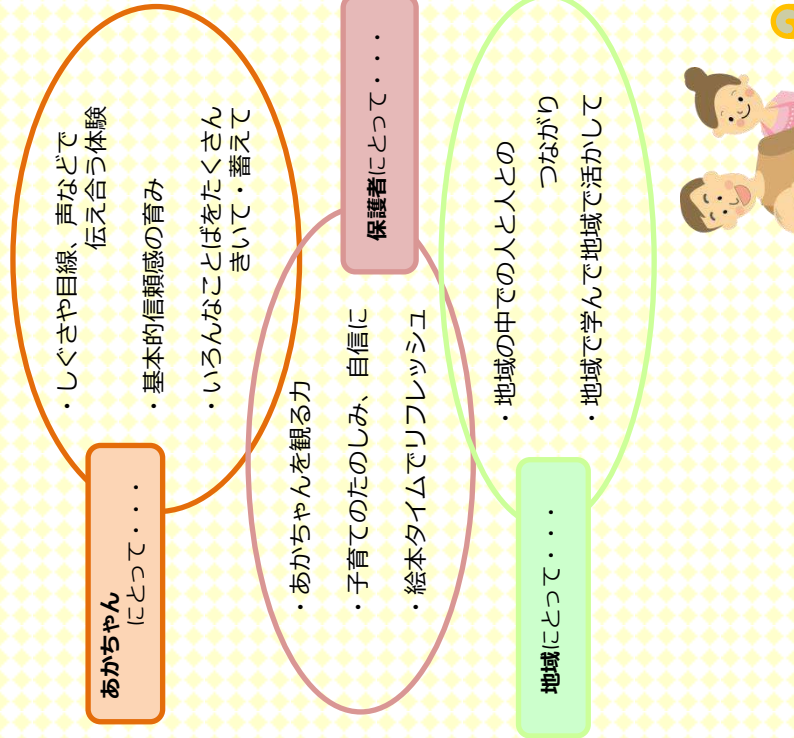 あかちゃん
にとって・・・
・しぐさや目線、声などで
伝え合う体験
・基本的信頼感の育み
・いろんなことばをたくさん
きいて・蓄えて
保護者にとって・・・
・あかちゃんを観る力
・子育てのたのしみ、自信に
・絵本タイムでリフレッシュ
地域にとって・・・
・地域の中での人と人との
つながり
・地域で学んで地域で活かして